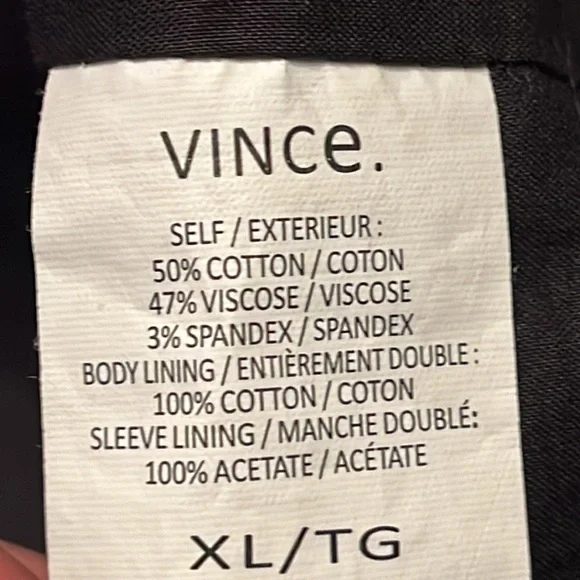 VINCe.
SELF / EXTERIEUR :
50% COTTON / COTON
47% VISCOSE / VISCOSE
3% SPANDEX / SPANDEX
BODY LINING / ENTIÈREMENT DOUBLE :
100% COTTON / COTON
SLEEVE LINING / MANCHE DOUBLÉ:
100% ACETATE / ACÉTATE
XL/TG